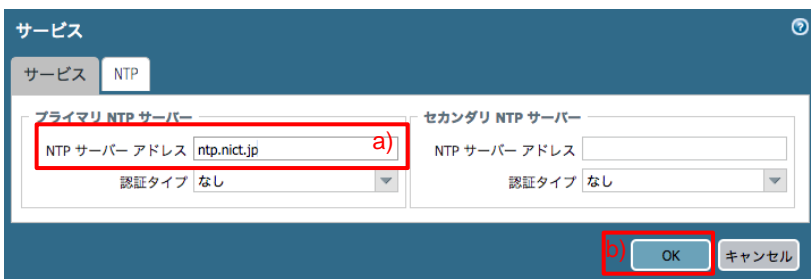 サービス
サービス NTP
プライマリ NTP サーバー
NTP サーバー アドレス ntp.nict.jp a)
認証タイプ なし
セカンダリ NTP サーバー
NTP サーバー アドレス
認証タイプ なし
b) OK キャンセル